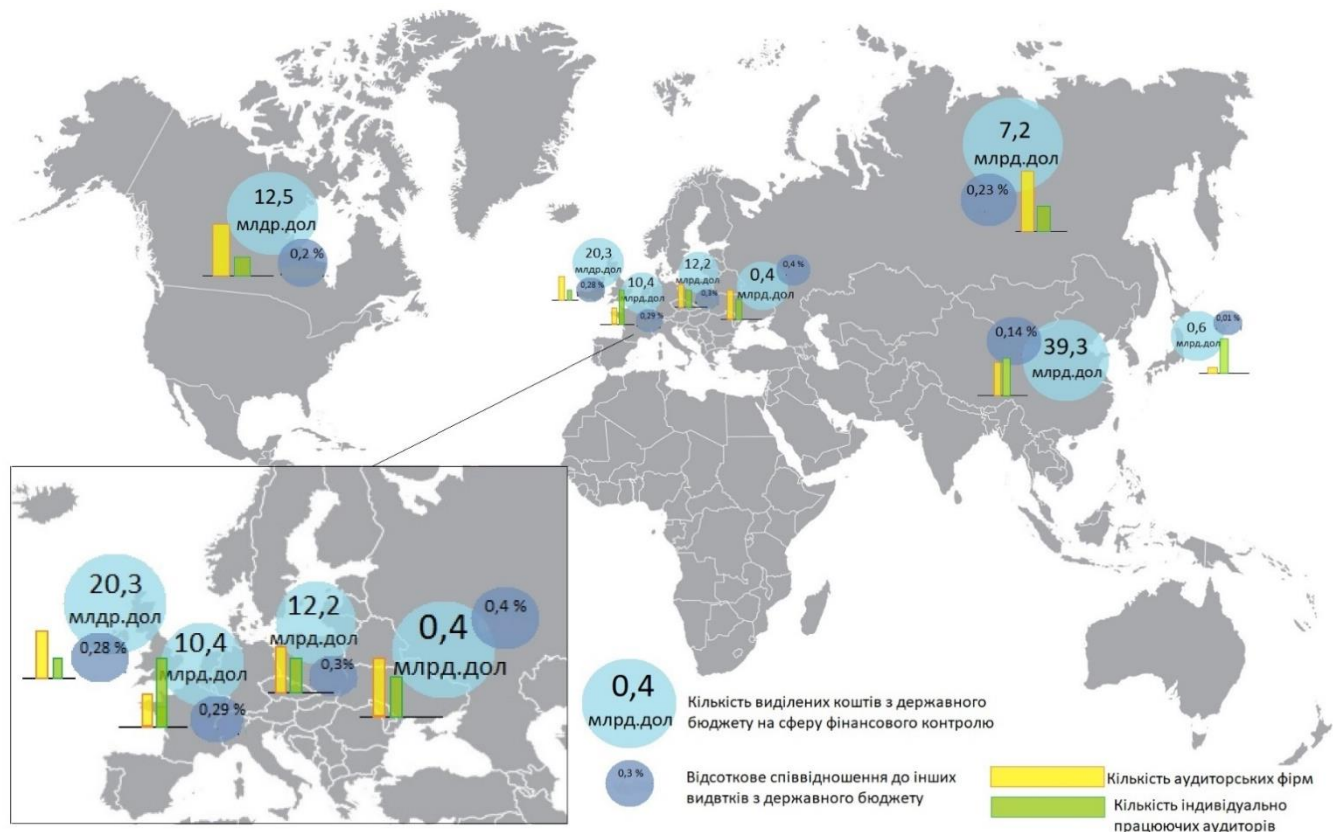 12,5
млдр.дол
0,2 %
20,3
млдр.дол
0,28 %
10,4
млрд.дол
0,29 %
12,2
млрд.дол
0,3%
0,4
млрд.дол
0,4 %
7,2
млрд.дол
0,23 %
0,14 %
39,3
млрд.дол
0,6
млрд.дол
0,01 %
20,3
млдр.дол
0,28 %
10,4
млрд.дол
0,29 %
12,2
млрд.дол
0,3%
0,4
млрд.дол
0,4 %
0,4
млрд.дол
Кількість виділених коштів з державного
бюджету на сферу фінансового контролю
0,3 %
Відсоткове співвідношення до інших
видвтків з державного бюджету
Кількість аудиторських фірм
Кількість індивідуально
працюючих аудиторів